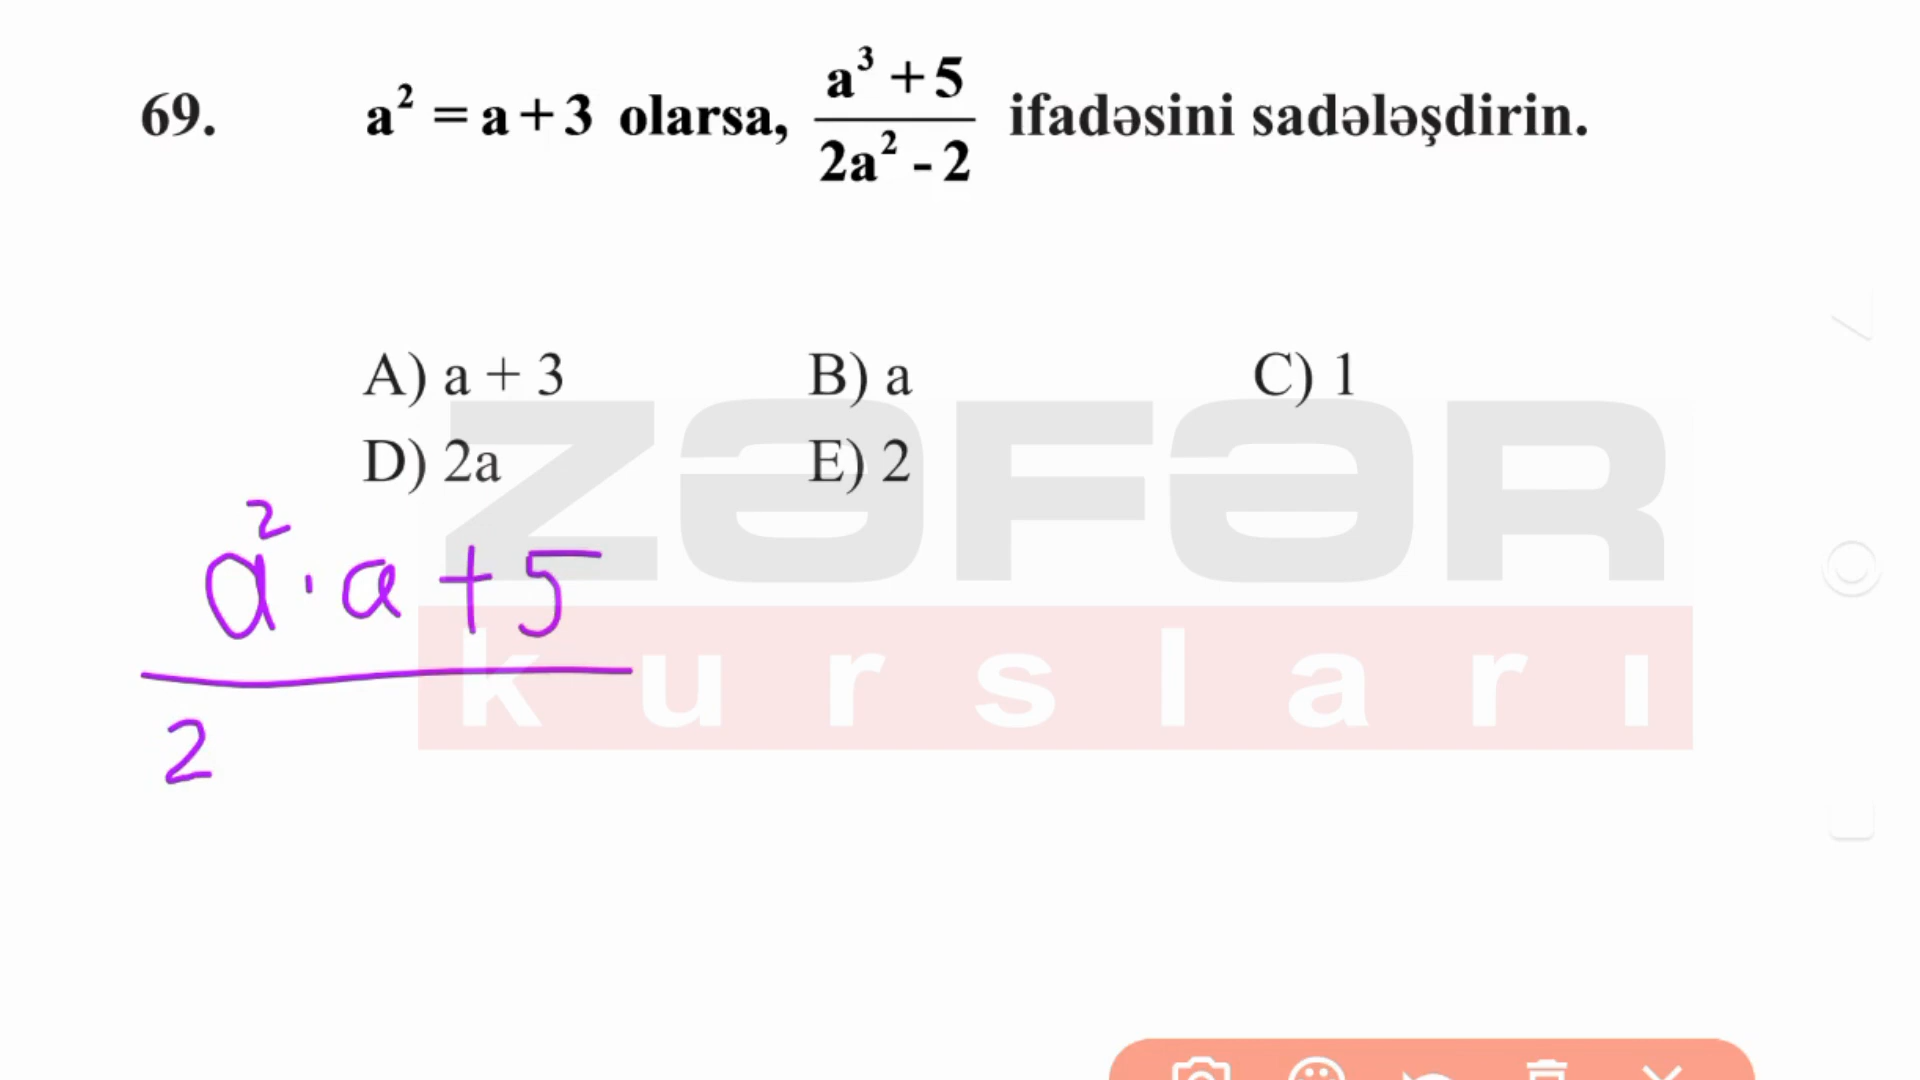 69. a² = a + 3 olarsa, (a³ + 5)/(2a² - 2) ifadəsini sadələşdirin.
A) a + 3 B) a C) 1
D) 2a E) 2
ZƏFƏR
kursları
a² · a + 5
2